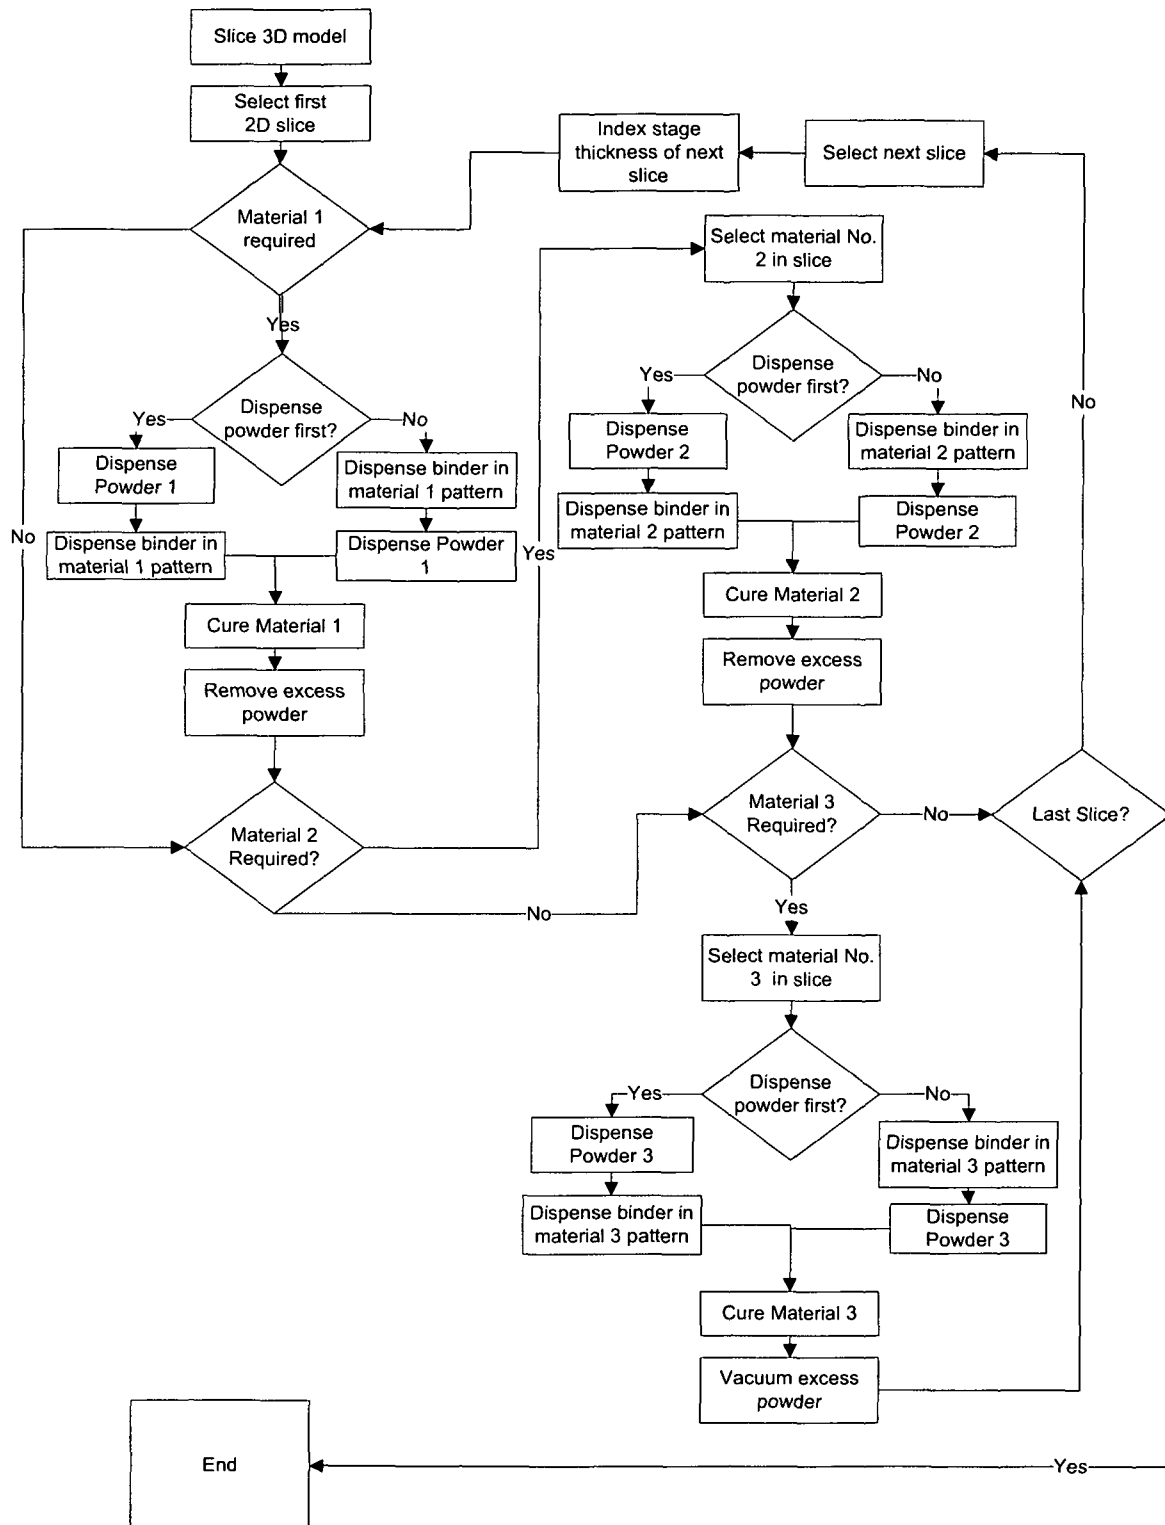 Slice 3D model
Select first
2D slice
Index stage
thickness of next
slice
Select next slice
Material 1
required
Select material No.
2 in slice
Yes
Dispense
powder first?
Yes
No
Dispense
Powder 1
Dispense binder in
material 1 pattern
Dispense binder in
material 1 pattern
Dispense Powder
1
No
Cure Material 1
Remove excess
powder
Material 2
Required?
Yes
No
Dispense
powder first?
Yes
No
Dispense
Powder 2
Dispense binder in
material 2 pattern
Dispense binder in
material 2 pattern
Dispense
Powder 2
Cure Material 2
Remove excess
powder
Material 3
Required?
No
Last Slice?
No
Yes
Select material No.
3 in slice
Dispense
powder first?
Yes
No
Dispense
Powder 3
Dispense binder in
material 3 pattern
Dispense binder in
material 3 pattern
Dispense
Powder 3
Cure Material 3
Vacuum excess
powder
End
Yes